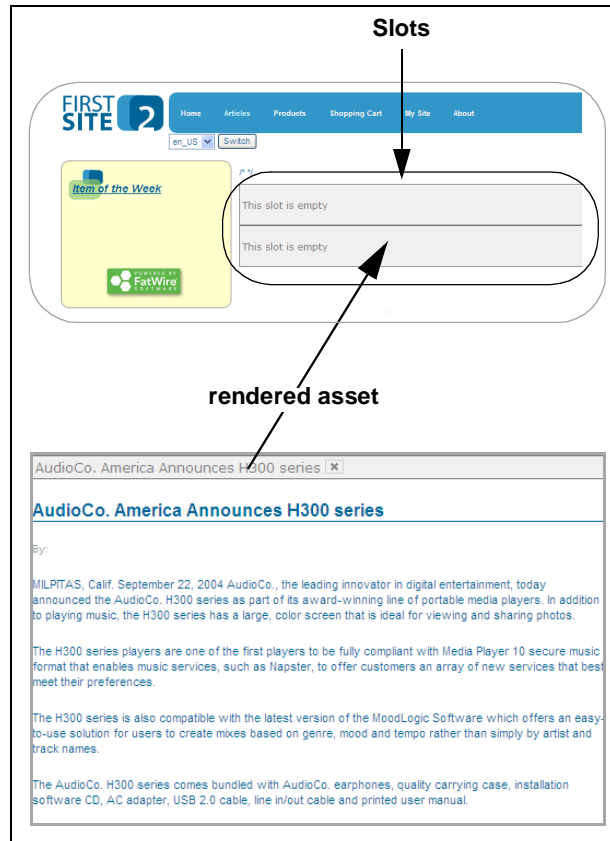 Slots
FIRST
SITE 2
Home Articles Products Shopping Cart My Site About
en_US Switch
/* */
Item of the Week
This slot is empty
This slot is empty
POWERED BY
FatWire
SOFTWARE
rendered asset
AudioCo. America Announces H300 series
AudioCo. America Announces H300 series
By:
MILPITAS, Calif. September 22, 2004 AudioCo., the leading innovator in digital entertainment, today
announced the AudioCo. H300 series as part of its award-winning line of portable media players. In addition
to playing music, the H300 series has a large, color screen that is ideal for viewing and sharing photos.
The H300 series players are one of the first players to be fully compliant with Media Player 10 secure music
format that enables music services, such as Napster, to offer customers an array of new services that best
meet their preferences.
The H300 series is also compatible with the latest version of the MoodLogic Software which offers an easy-
to-use solution for users to create mixes based on genre, mood and tempo rather than simply by artist and
track names.
The AudioCo. H300 series comes bundled with AudioCo. earphones, quality carrying case, installation
software CD, AC adapter, USB 2.0 cable, line in/out cable and printed user manual.